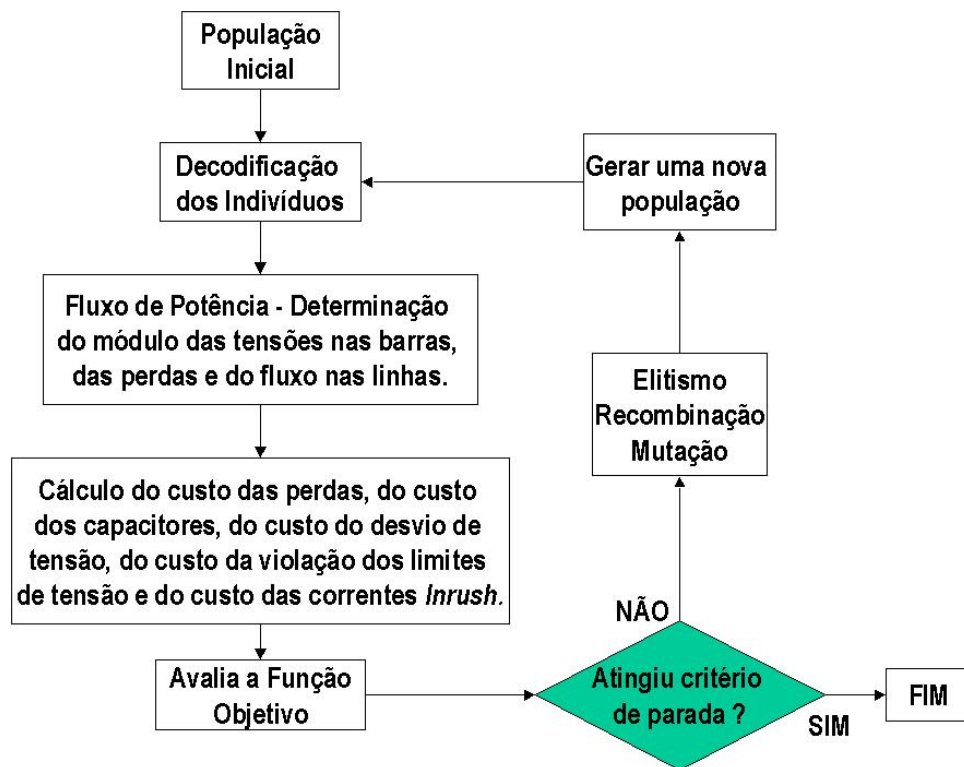 População
Inicial
Decodificação
dos Indivíduos
Gerar uma nova
população
Fluxo de Potência - Determinação
do módulo das tensões nas barras,
das perdas e do fluxo nas linhas.
Elitismo
Recombinação
Mutação
Cálculo do custo das perdas, do custo
dos capacitores, do custo do desvio de
tensão, do custo da violação dos limites
de tensão e do custo das correntes Inrush.
NÃO
Avalia a Função
Objetivo
Atingiu critério
de parada ?
SIM
FIM